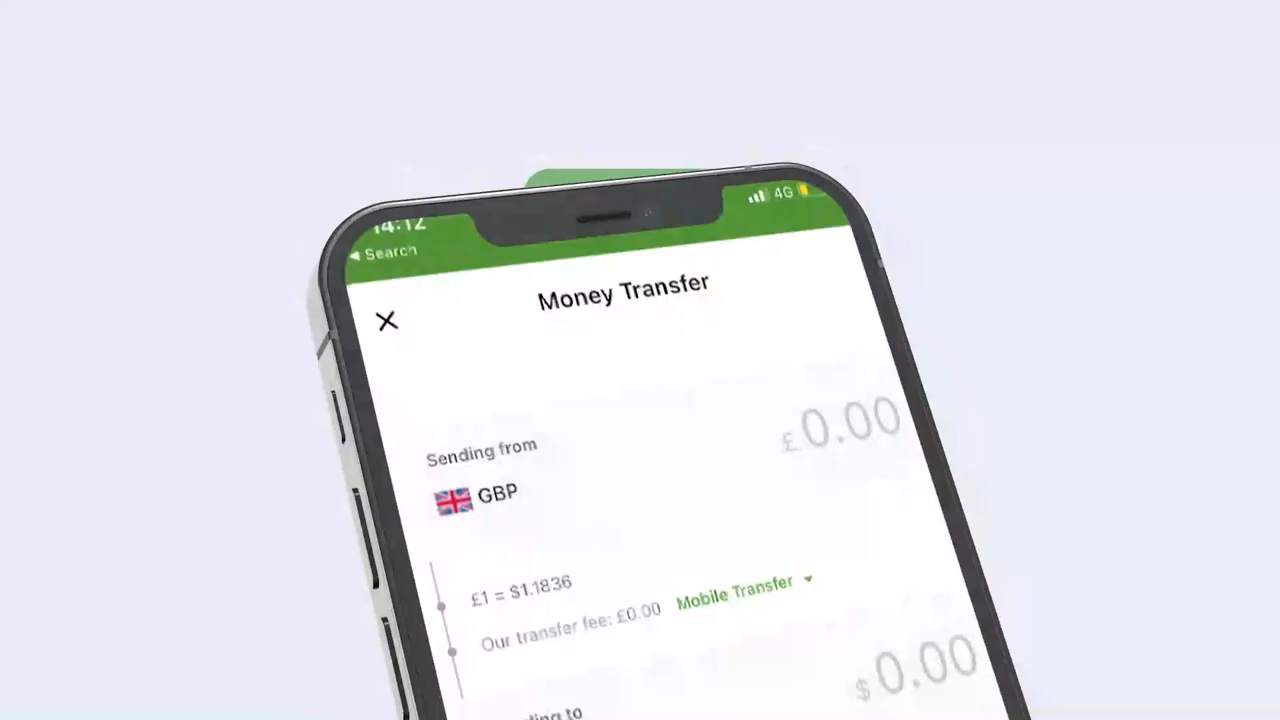 14:12
4G
◀ Search
Money Transfer
Sending from
£0.00
GBP
£1 = $1.1836
Our transfer fee: £0.00 Mobile Transfer
$0.00
to